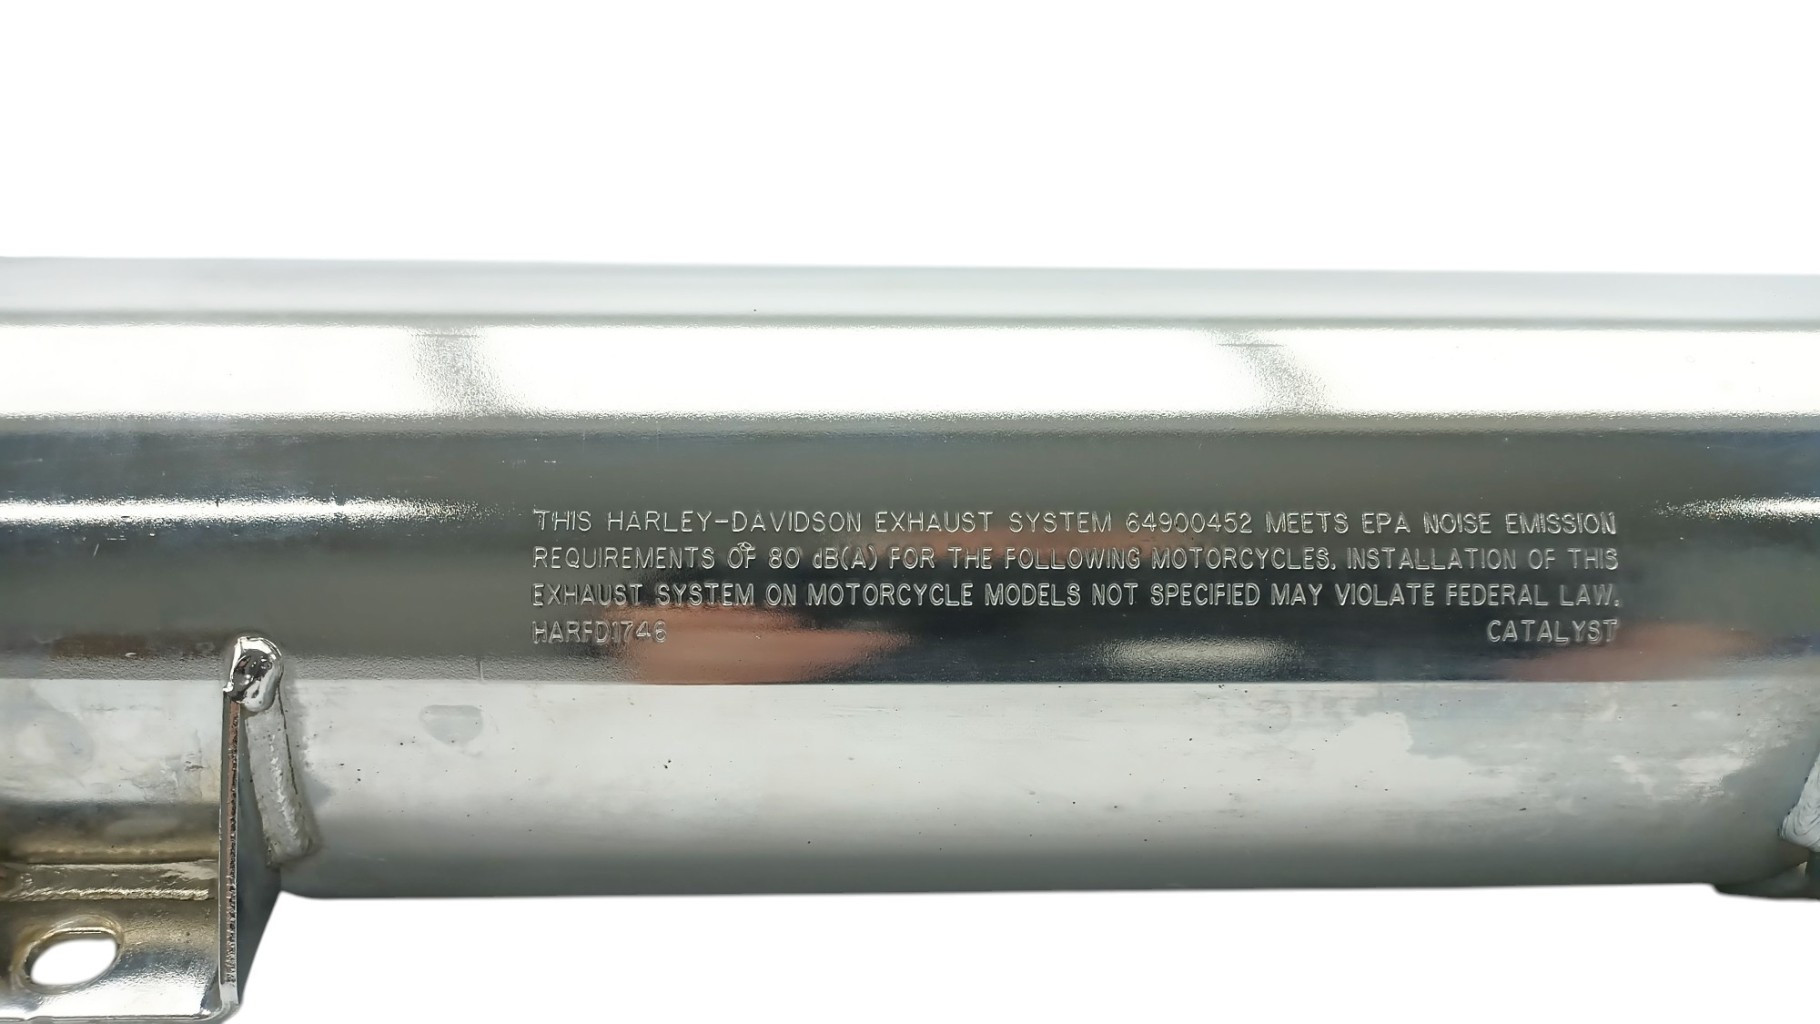 THIS HARLEY-DAVIDSON EXHAUST SYSTEM 64900452 MEETS EPA NOISE EMISSION
REQUIREMENTS OF 80 dB(A) FOR THE FOLLOWING MOTORCYCLES. INSTALLATION OF THIS
EXHAUST SYSTEM ON MOTORCYCLE MODELS NOT SPECIFIED MAY VIOLATE FEDERAL LAW.
HARFD1746 CATALYST